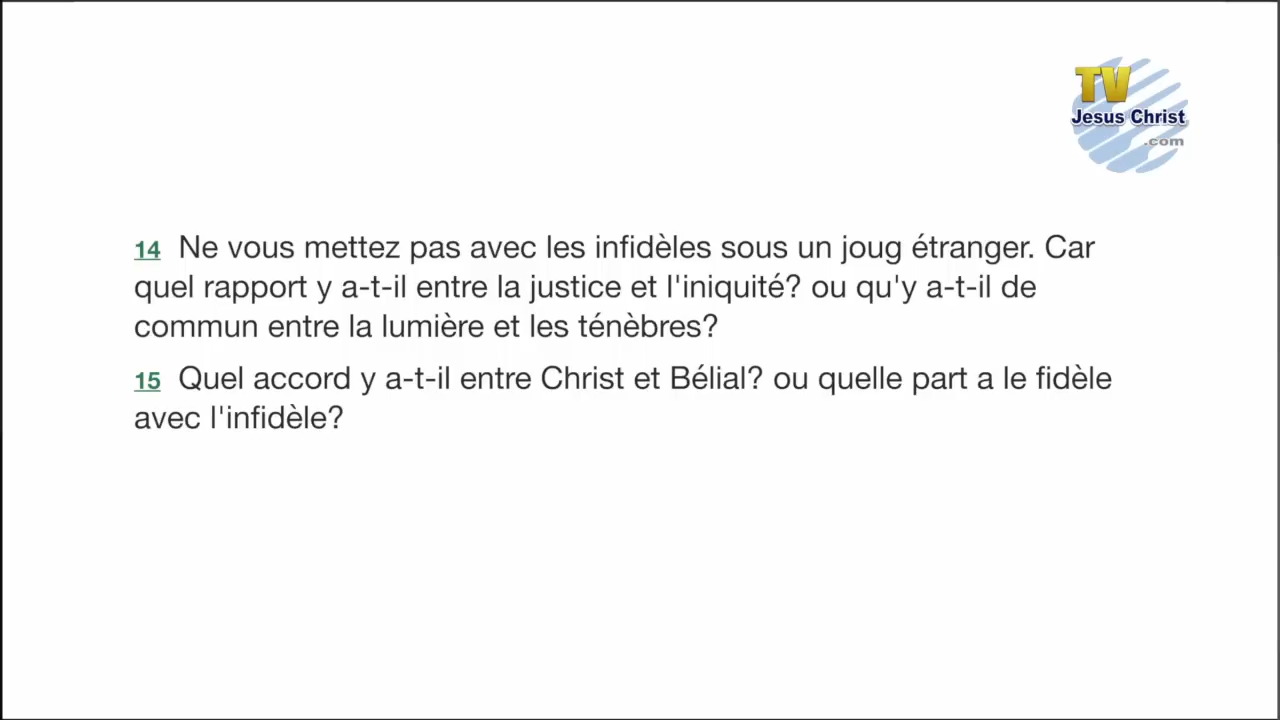 TV
Jesus Christ
.com
14 Ne vous mettez pas avec les infidèles sous un joug étranger. Car
quel rapport y a-t-il entre la justice et l'iniquité? ou qu'y a-t-il de
commun entre la lumière et les ténèbres?
15 Quel accord y a-t-il entre Christ et Bélial? ou quelle part a le fidèle
avec l'infidèle?